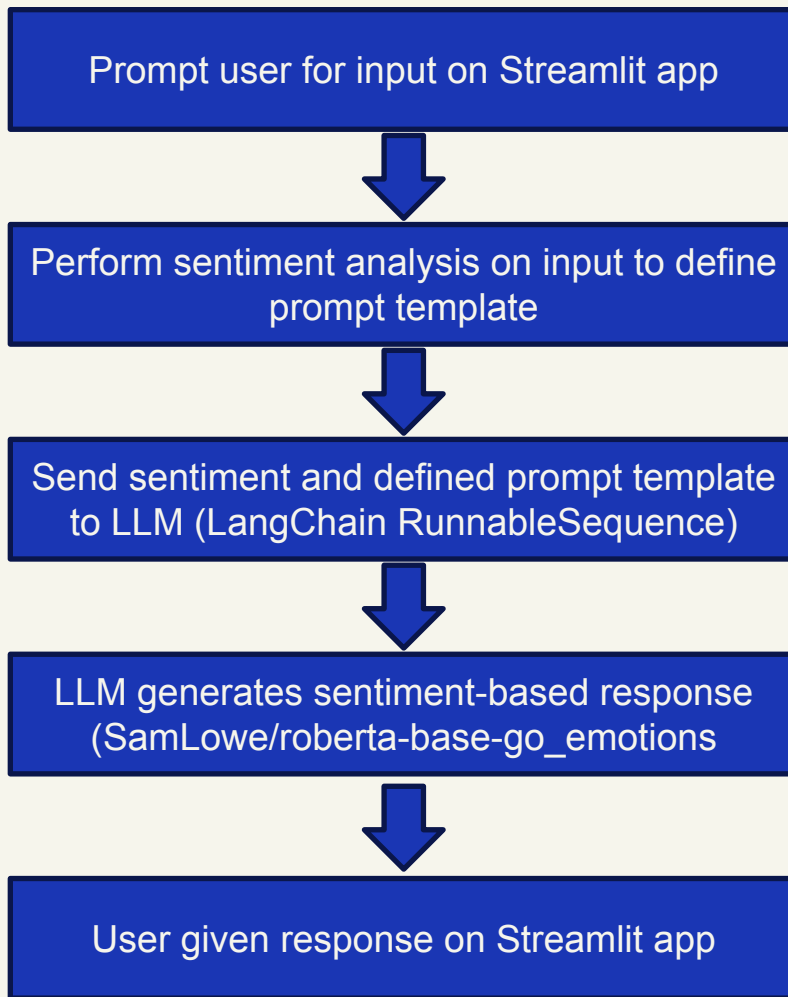 Prompt user for input on Streamlit app
Perform sentiment analysis on input to define
prompt template
Send sentiment and defined prompt template
to LLM (LangChain RunnableSequence)
LLM generates sentiment-based response
(SamLowe/roberta-base-go_emotions
User given response on Streamlit app